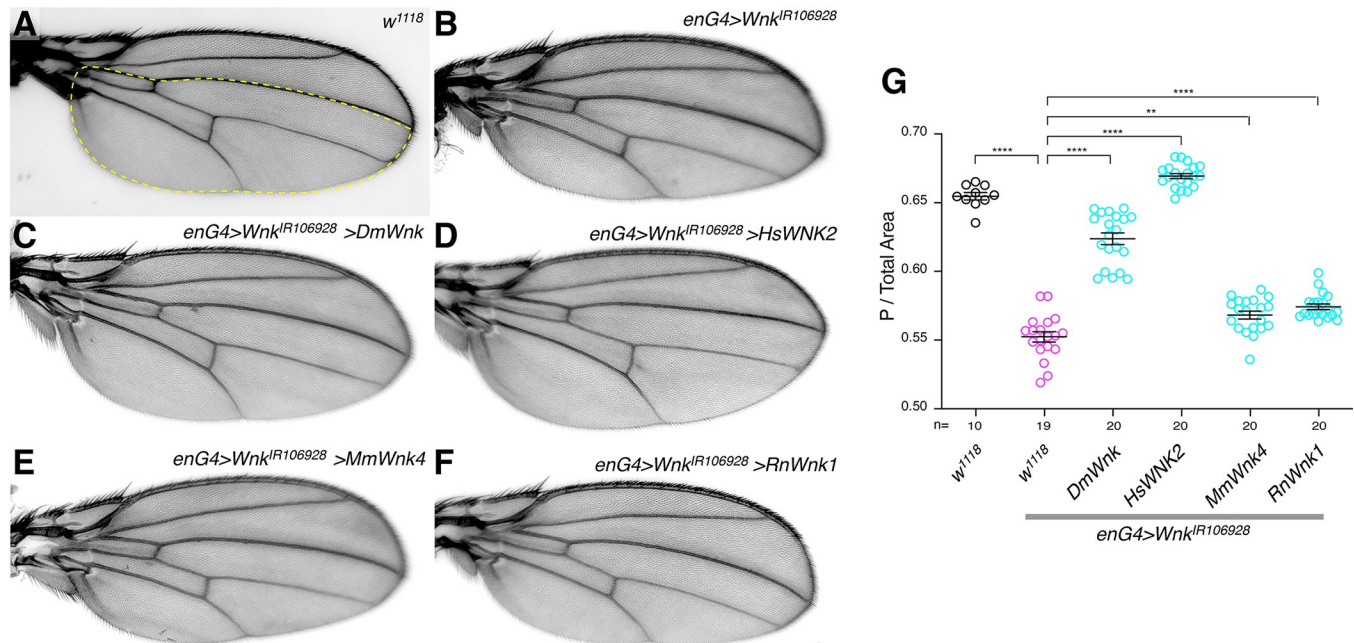 A
w1118
B
enG4>WnkIR106928
C
enG4>WnkIR106928 >DmWnk
D
enG4>WnkIR106928 >HsWNK2
E
enG4>WnkIR106928 >MmWnk4
F
enG4>WnkIR106928 >RnWnk1
G
P / Total Area
****
**
****
****
****
0.70
0.65
0.60
0.55
0.50
n= 10 19 20 20 20 20
w1118
w1118
DmWnk
HsWNK2
MmWnk4
RnWnk1
enG4>WnkIR106928